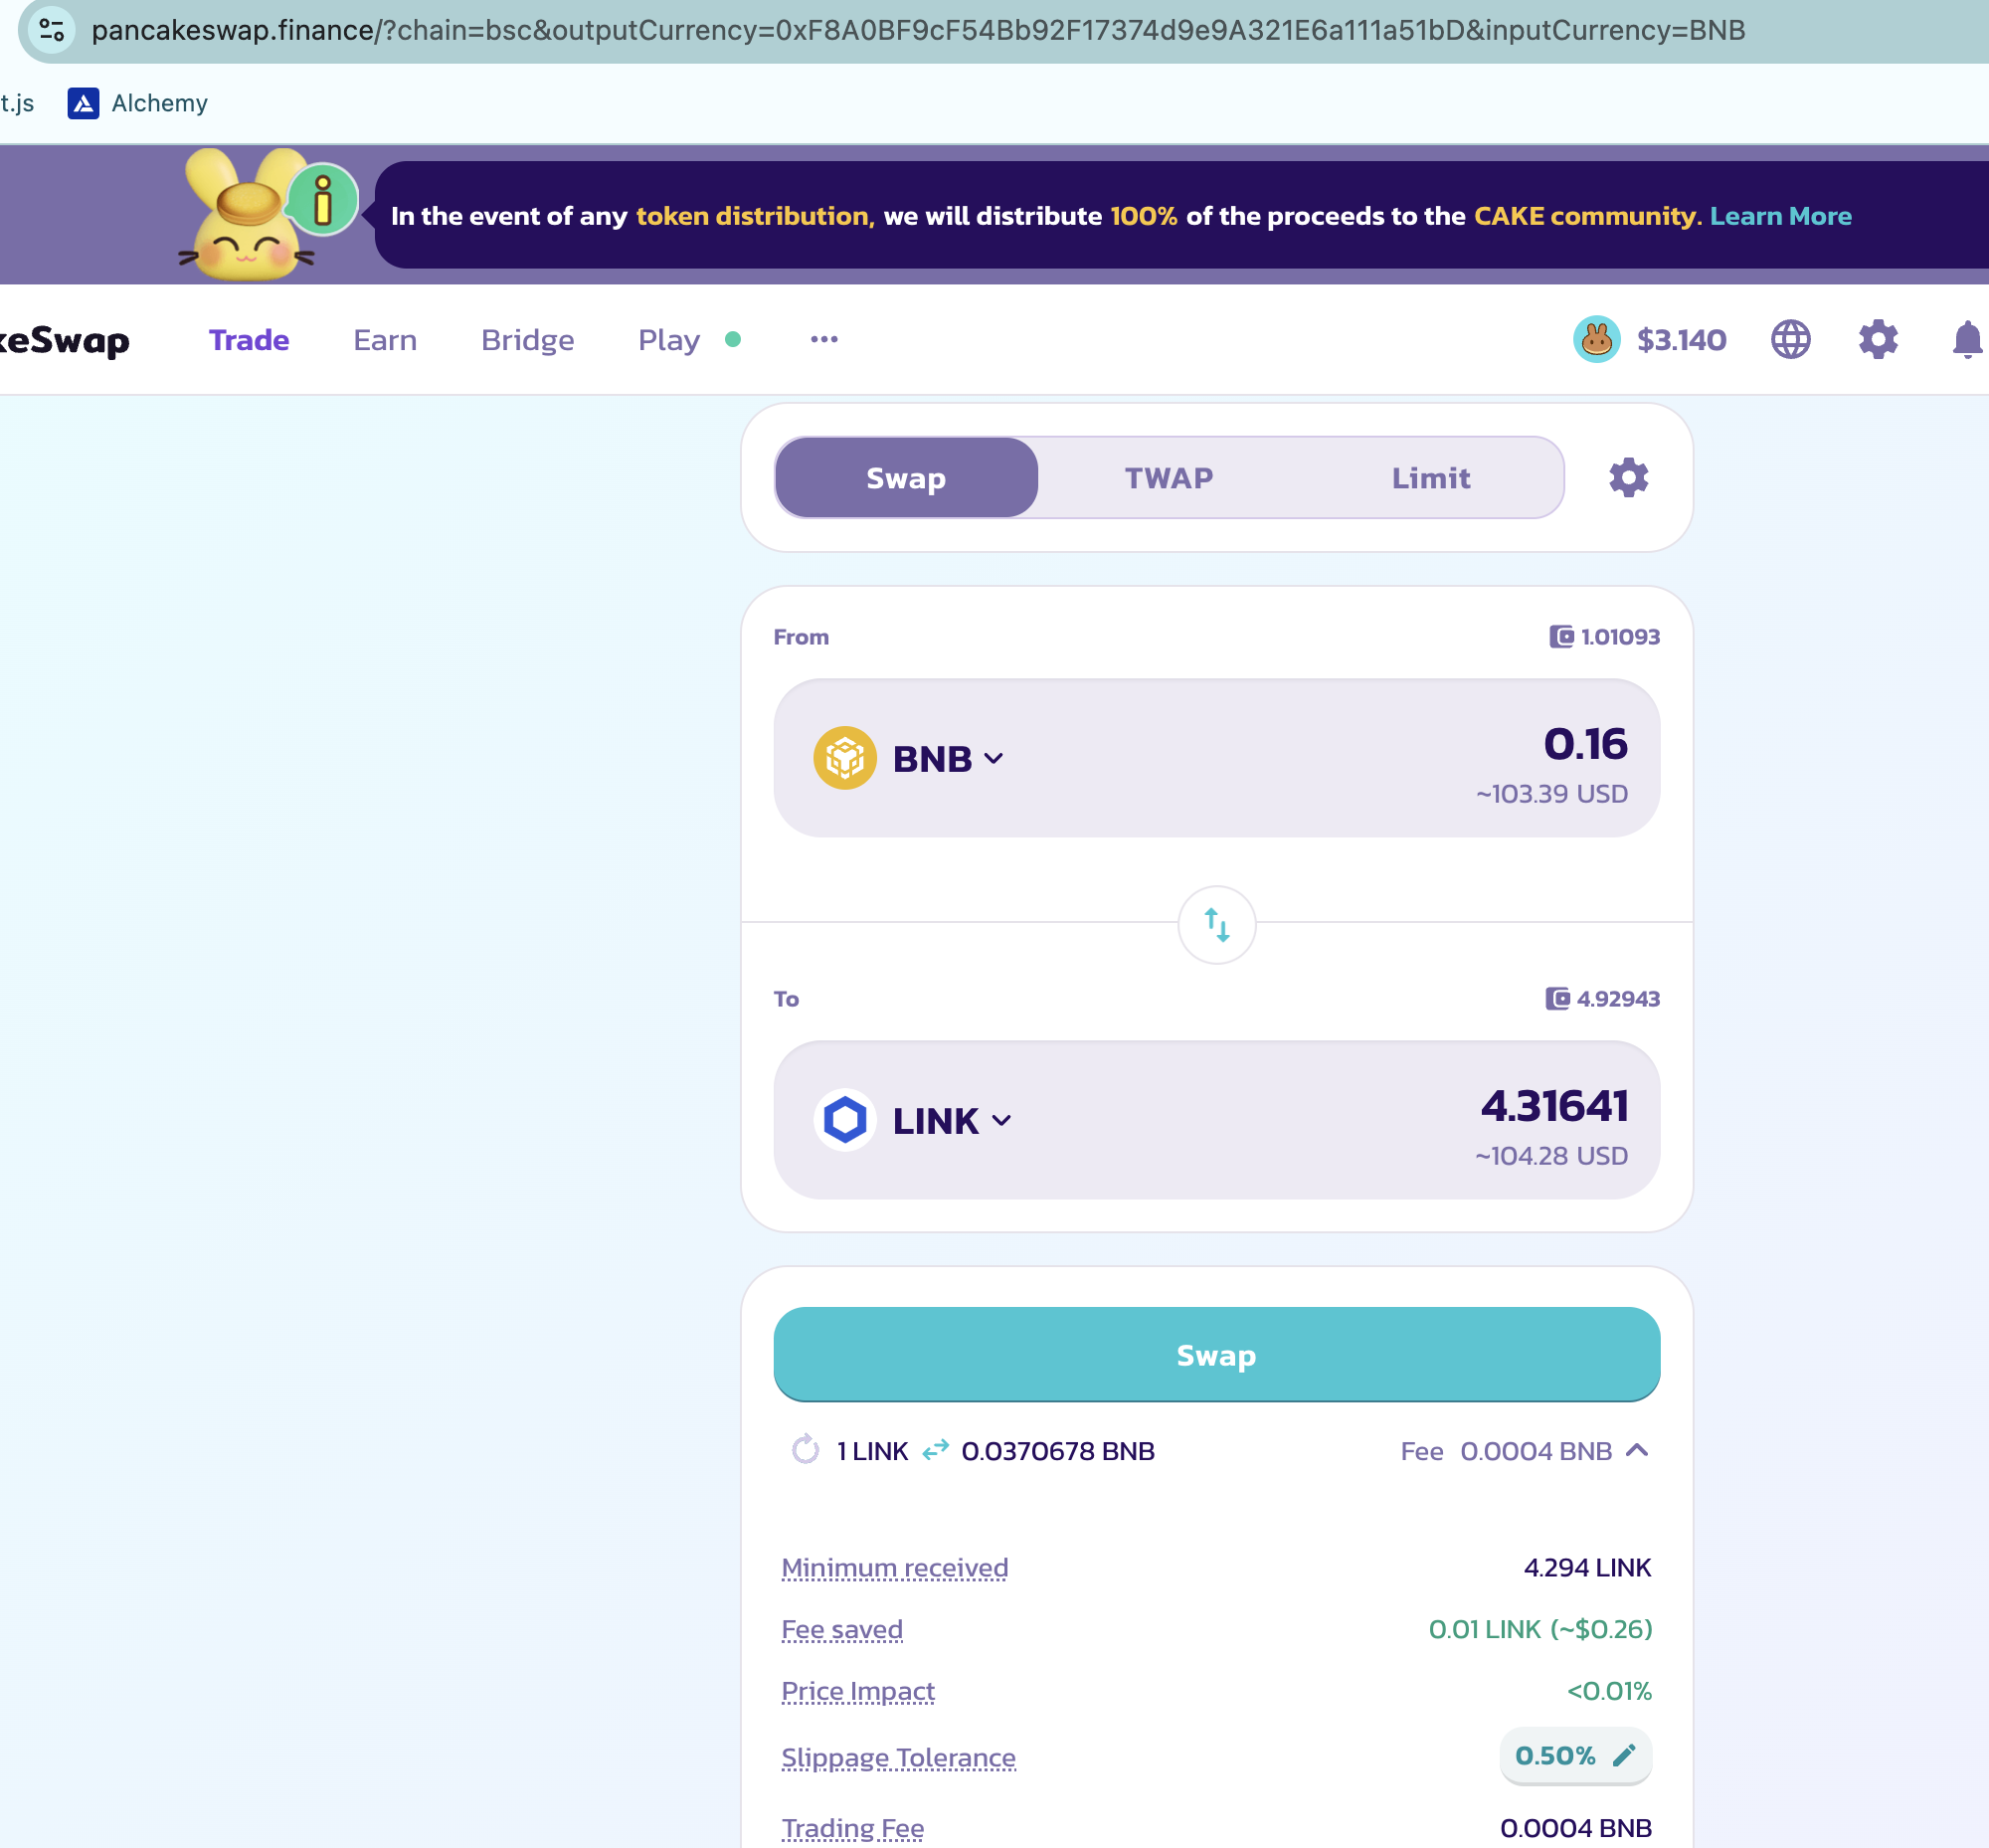 pancakeswap.finance/?chain=bsc&outputCurrency=0xF8A0BF9cF54Bb92F17374d9e9A321E6a111a51bD&inputCurrency=BNB
t.js Alchemy
In the event of any token distribution, we will distribute 100% of the proceeds to the CAKE community. Learn More
keSwap Trade Earn Bridge Play ••• $3.140
Swap TWAP Limit
From 1.01093
BNB 0.16
~103.39 USD
To 4.92943
LINK 4.31641
~104.28 USD
Swap
1 LINK 0.0370678 BNB Fee 0.0004 BNB
Minimum received 4.294 LINK
Fee saved 0.01 LINK (~$0.26)
Price Impact <0.01%
Slippage Tolerance 0.50%
Trading Fee 0.0004 BNB